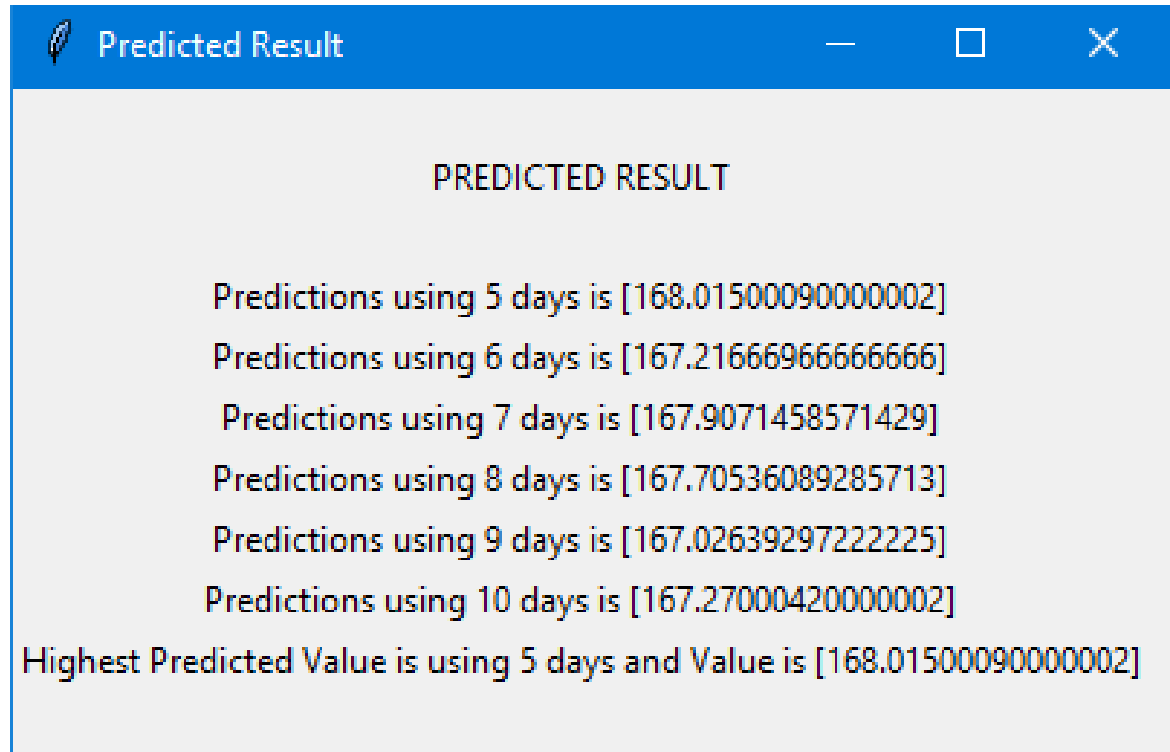 Predicted Result
PREDICTED RESULT
Predictions using 5 days is [168.01500090000002]
Predictions using 6 days is [167.21666966666666]
Predictions using 7 days is [167.9071458571429]
Predictions using 8 days is [167.70536089285713]
Predictions using 9 days is [167.02639297222225]
Predictions using 10 days is [167.27000420000002]
Highest Predicted Value is using 5 days and Value is [168.01500090000002]